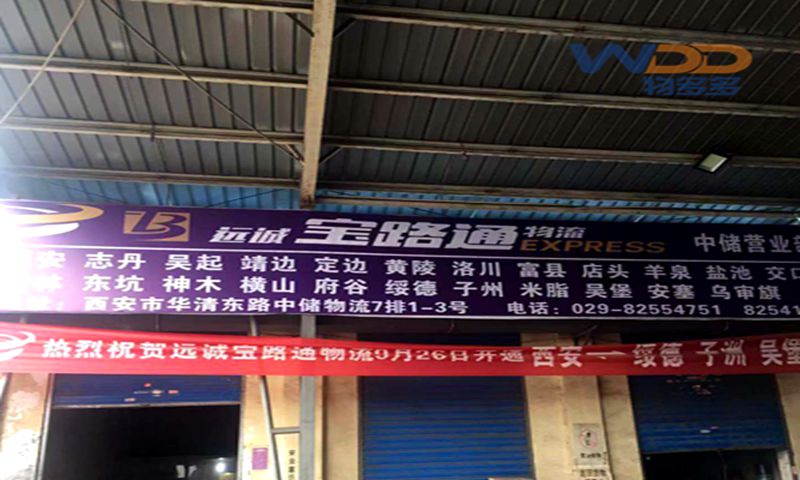 WDD
物多多
LB 远诚 宝路通 物流 EXPRESS 中储营业
安 志丹 吴起 靖边 定边 黄陵 洛川 富县 店头 羊泉 盐池 交口
东坑 神木 横山 府谷 绥德 子州 米脂 吴堡 安塞 乌审旗
西安市华清东路中储物流7排1-3号 电话:029-82554751 82541
热烈祝贺远诚宝路通物流9月26日开通 西安一一绥德 子洲 吴堡